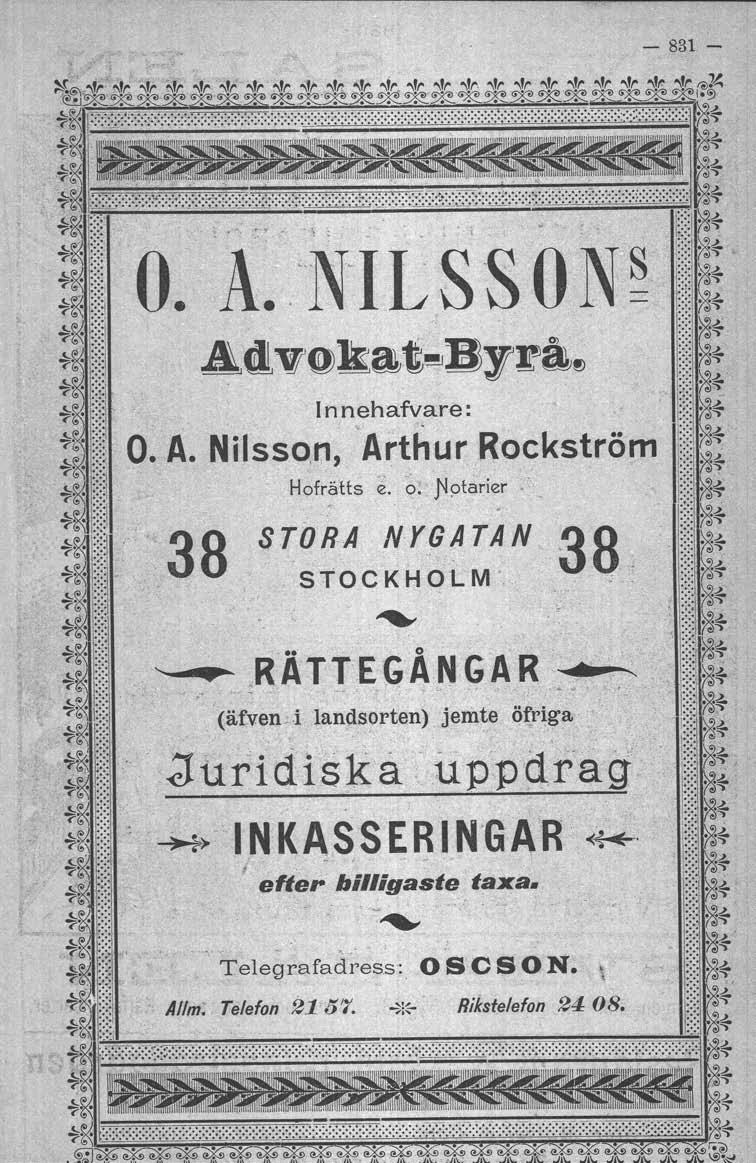 — 831 —
O. A. NILSSONS
Advokat-Byrå.
Innehafvare:
O. A. Nilsson, Arthur Rockström
Hofrätts e. o. Notarier
38 STORA NYGATAN 38
STOCKHOLM
RÄTTEGÅNGAR
(äfven i landsorten) jemte öfriga
Juridiska uppdrag
INKASSERINGAR
efter billigaste taxa.
Telegrafadress: OSCSON.
Allm. Telefon 21 57. Rikstelefon 24 08.